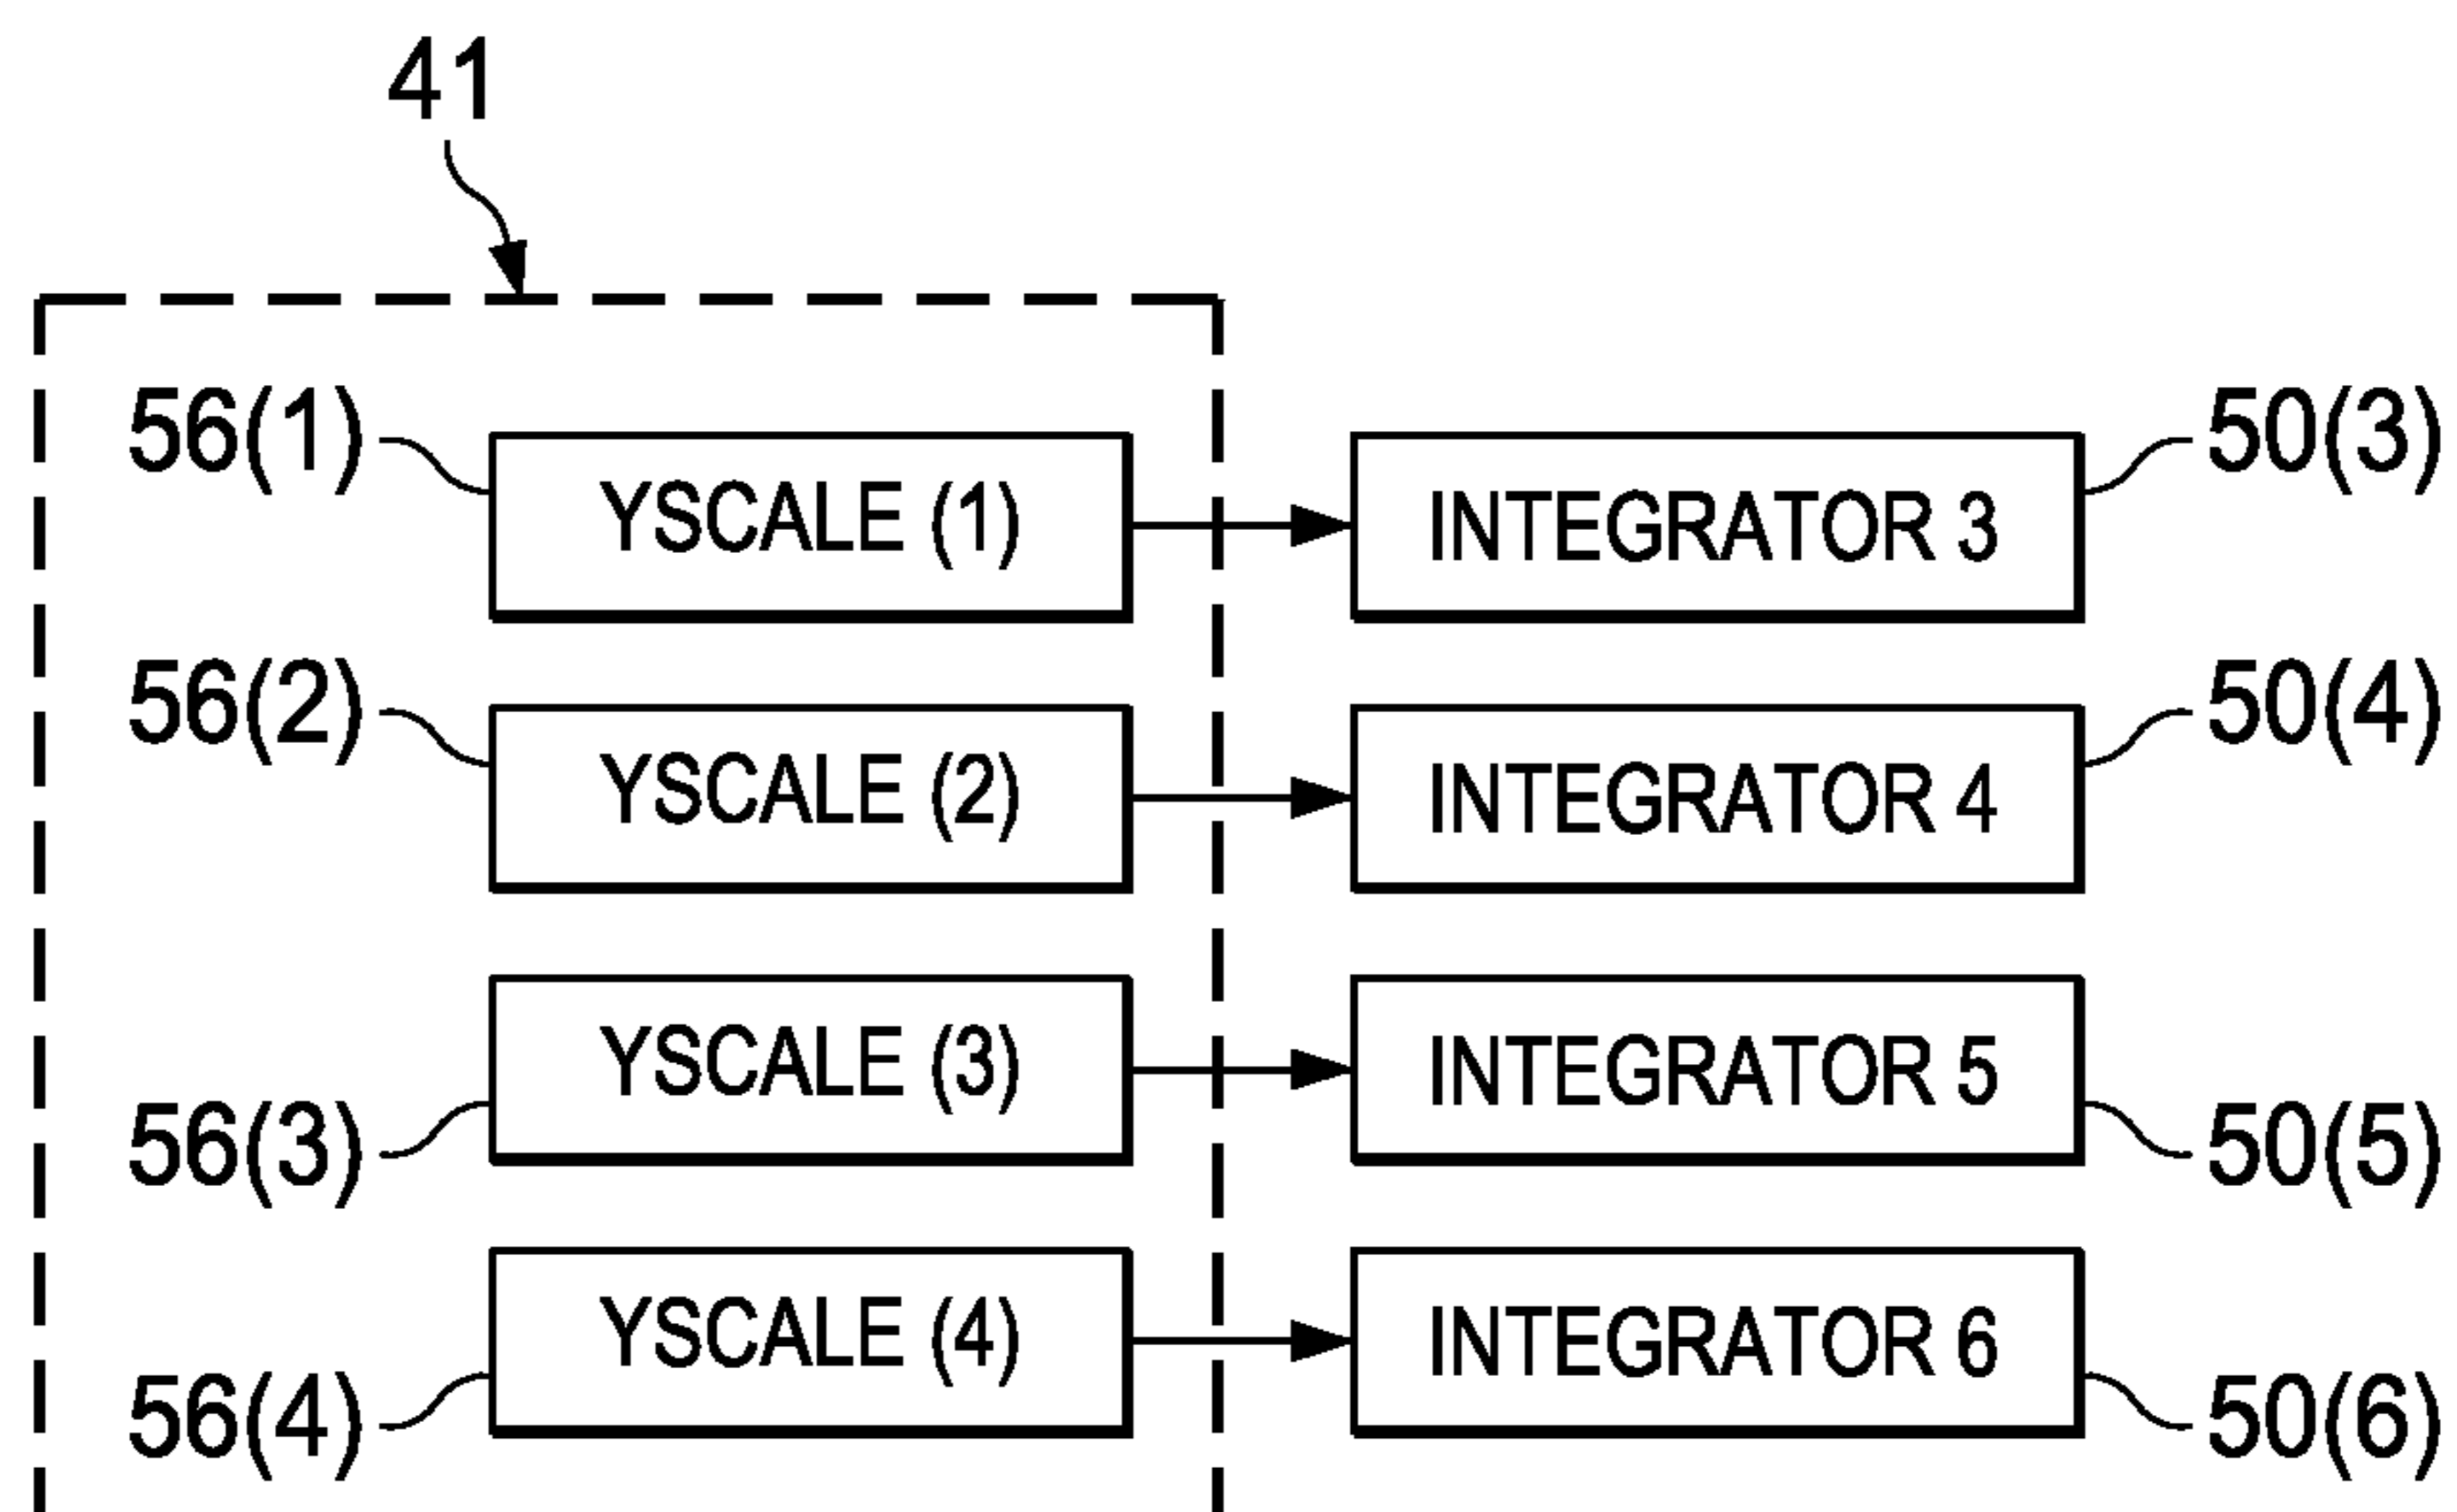 41
56(1)
YSCALE (1)
INTEGRATOR 3
50(3)
56(2)
YSCALE (2)
INTEGRATOR 4
50(4)
YSCALE (3)
INTEGRATOR 5
56(3)
50(5)
YSCALE (4)
INTEGRATOR 6
56(4)
50(6)